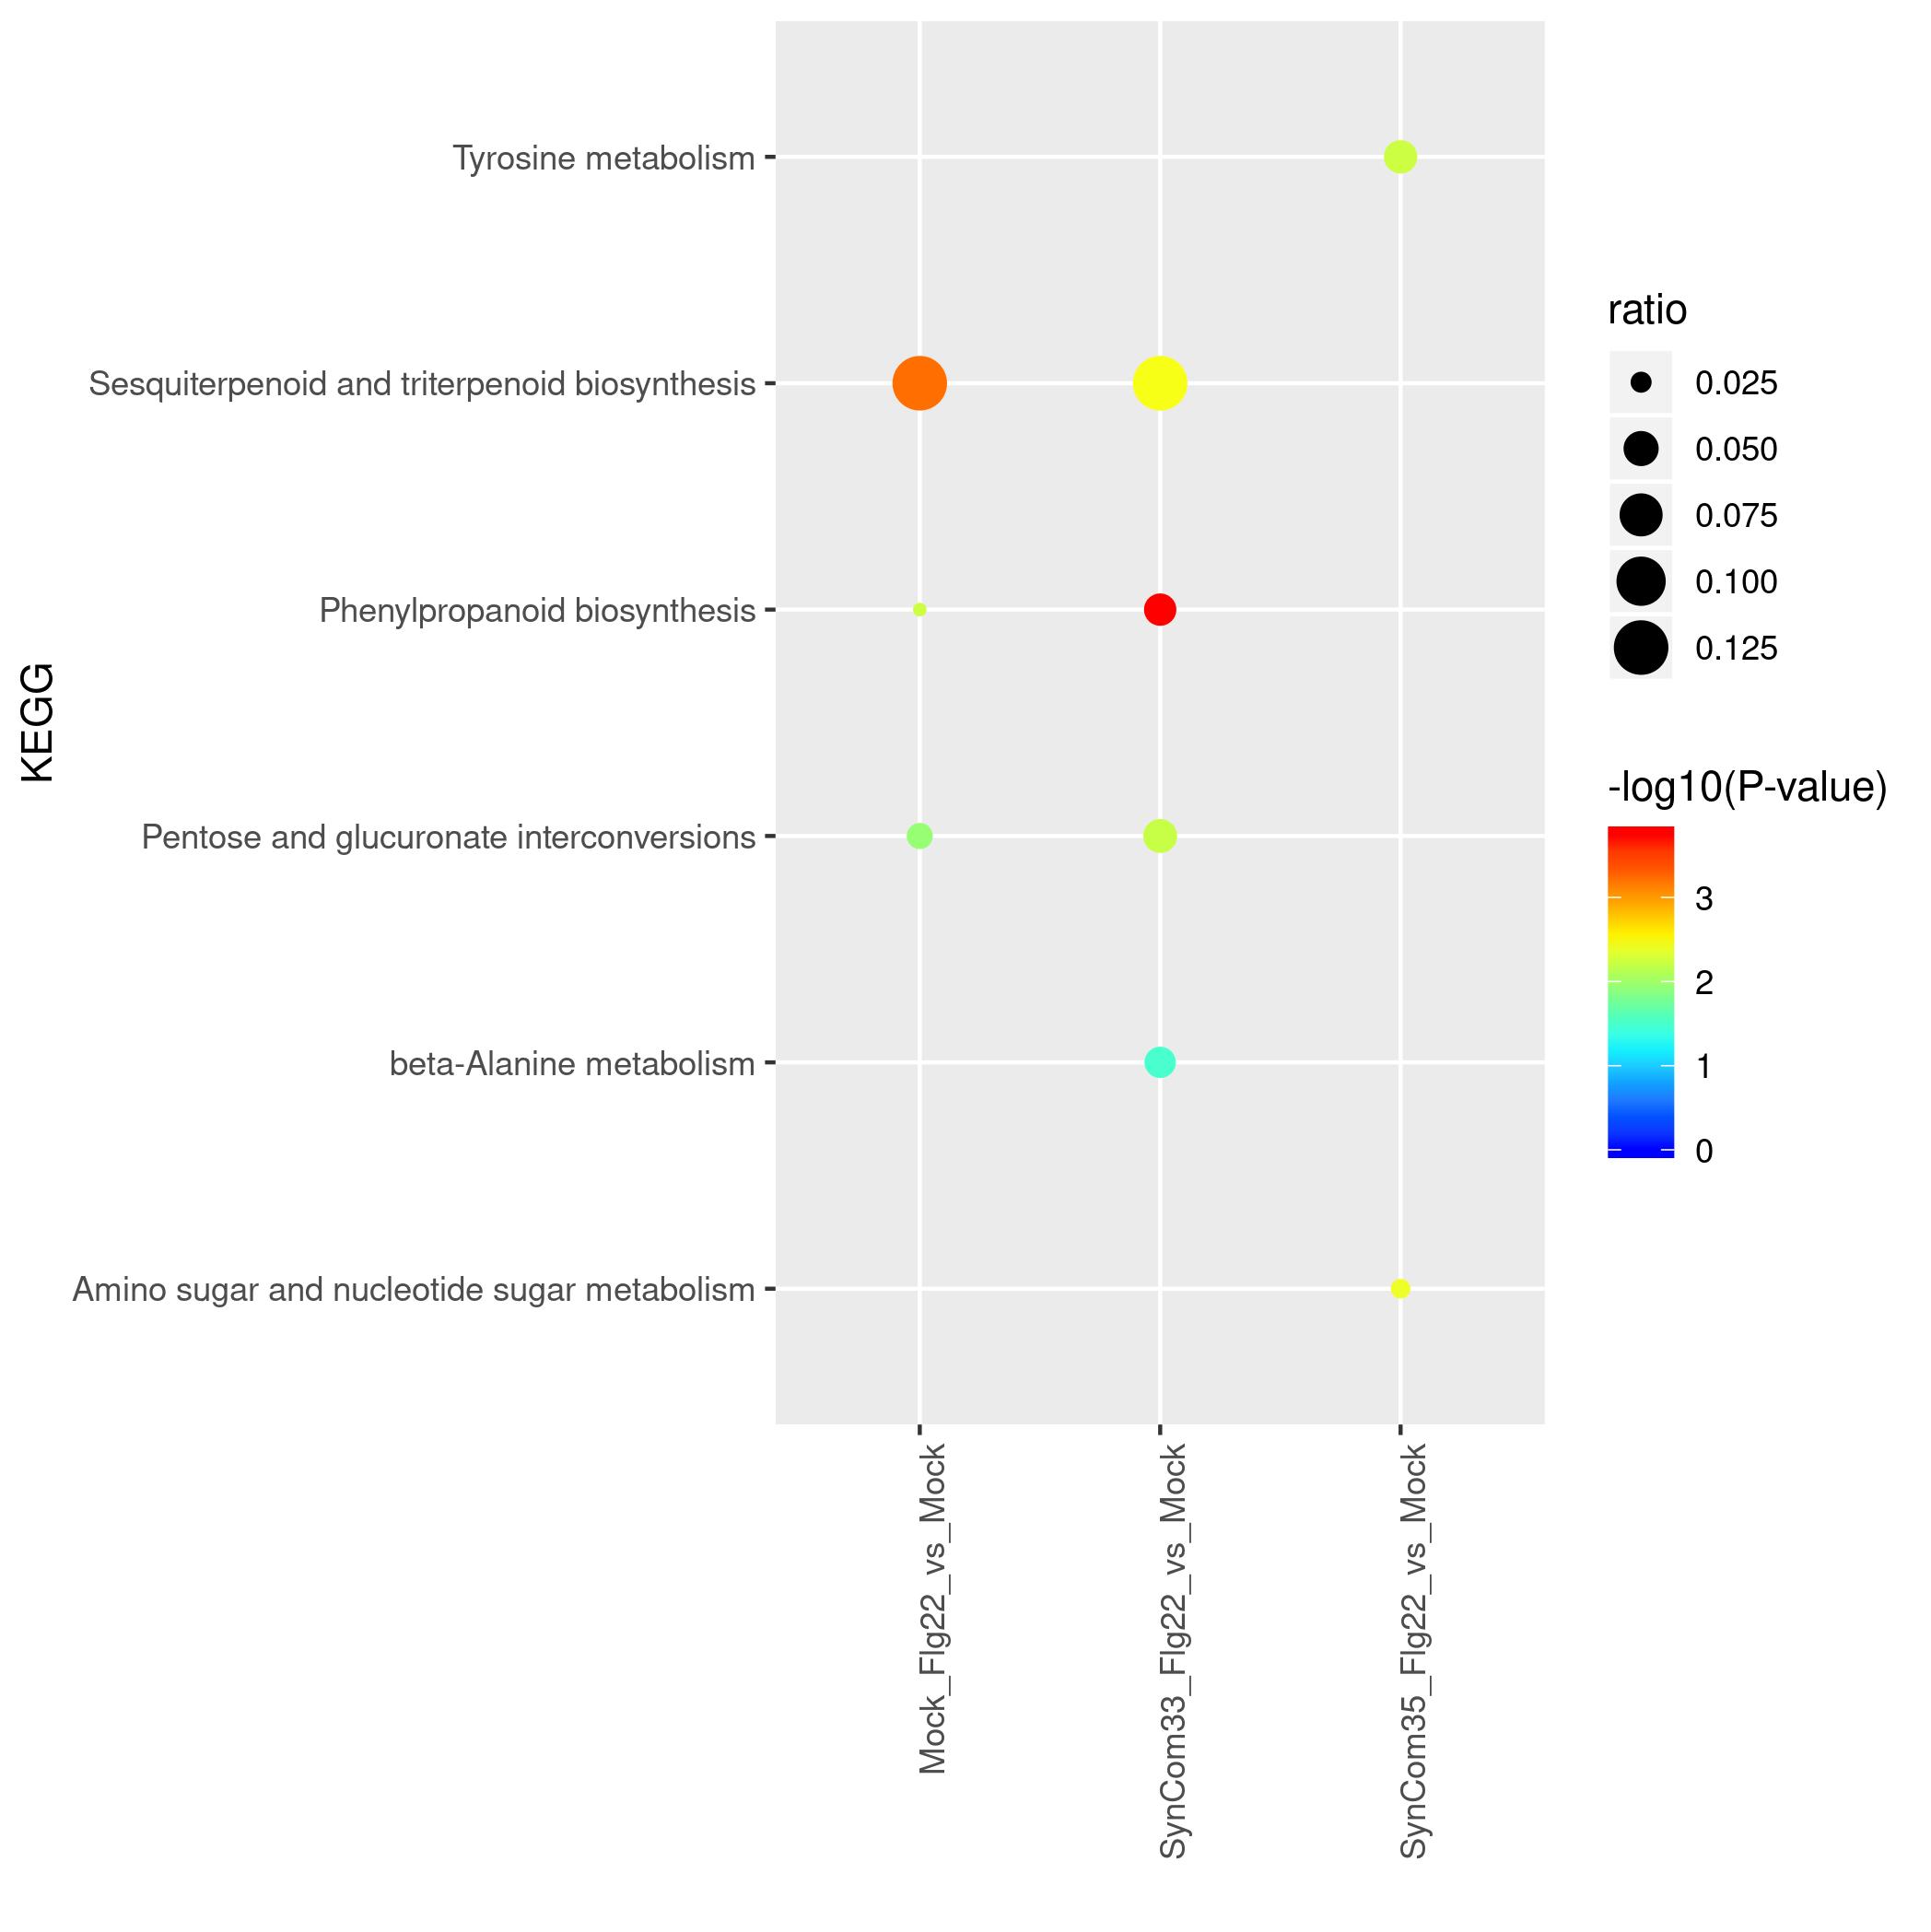 KEGG
Tyrosine metabolism
Sesquiterpenoid and triterpenoid biosynthesis
Phenylpropanoid biosynthesis
Pentose and glucuronate interconversions
beta-Alanine metabolism
Amino sugar and nucleotide sugar metabolism
Mock_Flg22_vs_Mock
SynCom33_Flg22_vs_Mock
SynCom35_Flg22_vs_Mock
ratio
0.025
0.050
0.075
0.100
0.125
-log10(P-value)
3
2
1
0